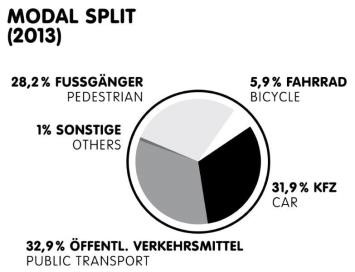 MODAL SPLIT
(2013)
28,2% FUSSGÄNGER
PEDESTRIAN
5,9% FAHRRAD
BICYCLE
1% SONSTIGE
OTHERS
31,9% KFZ
CAR
32,9% ÖFFENTL. VERKEHRSMITTEL
PUBLIC TRANSPORT